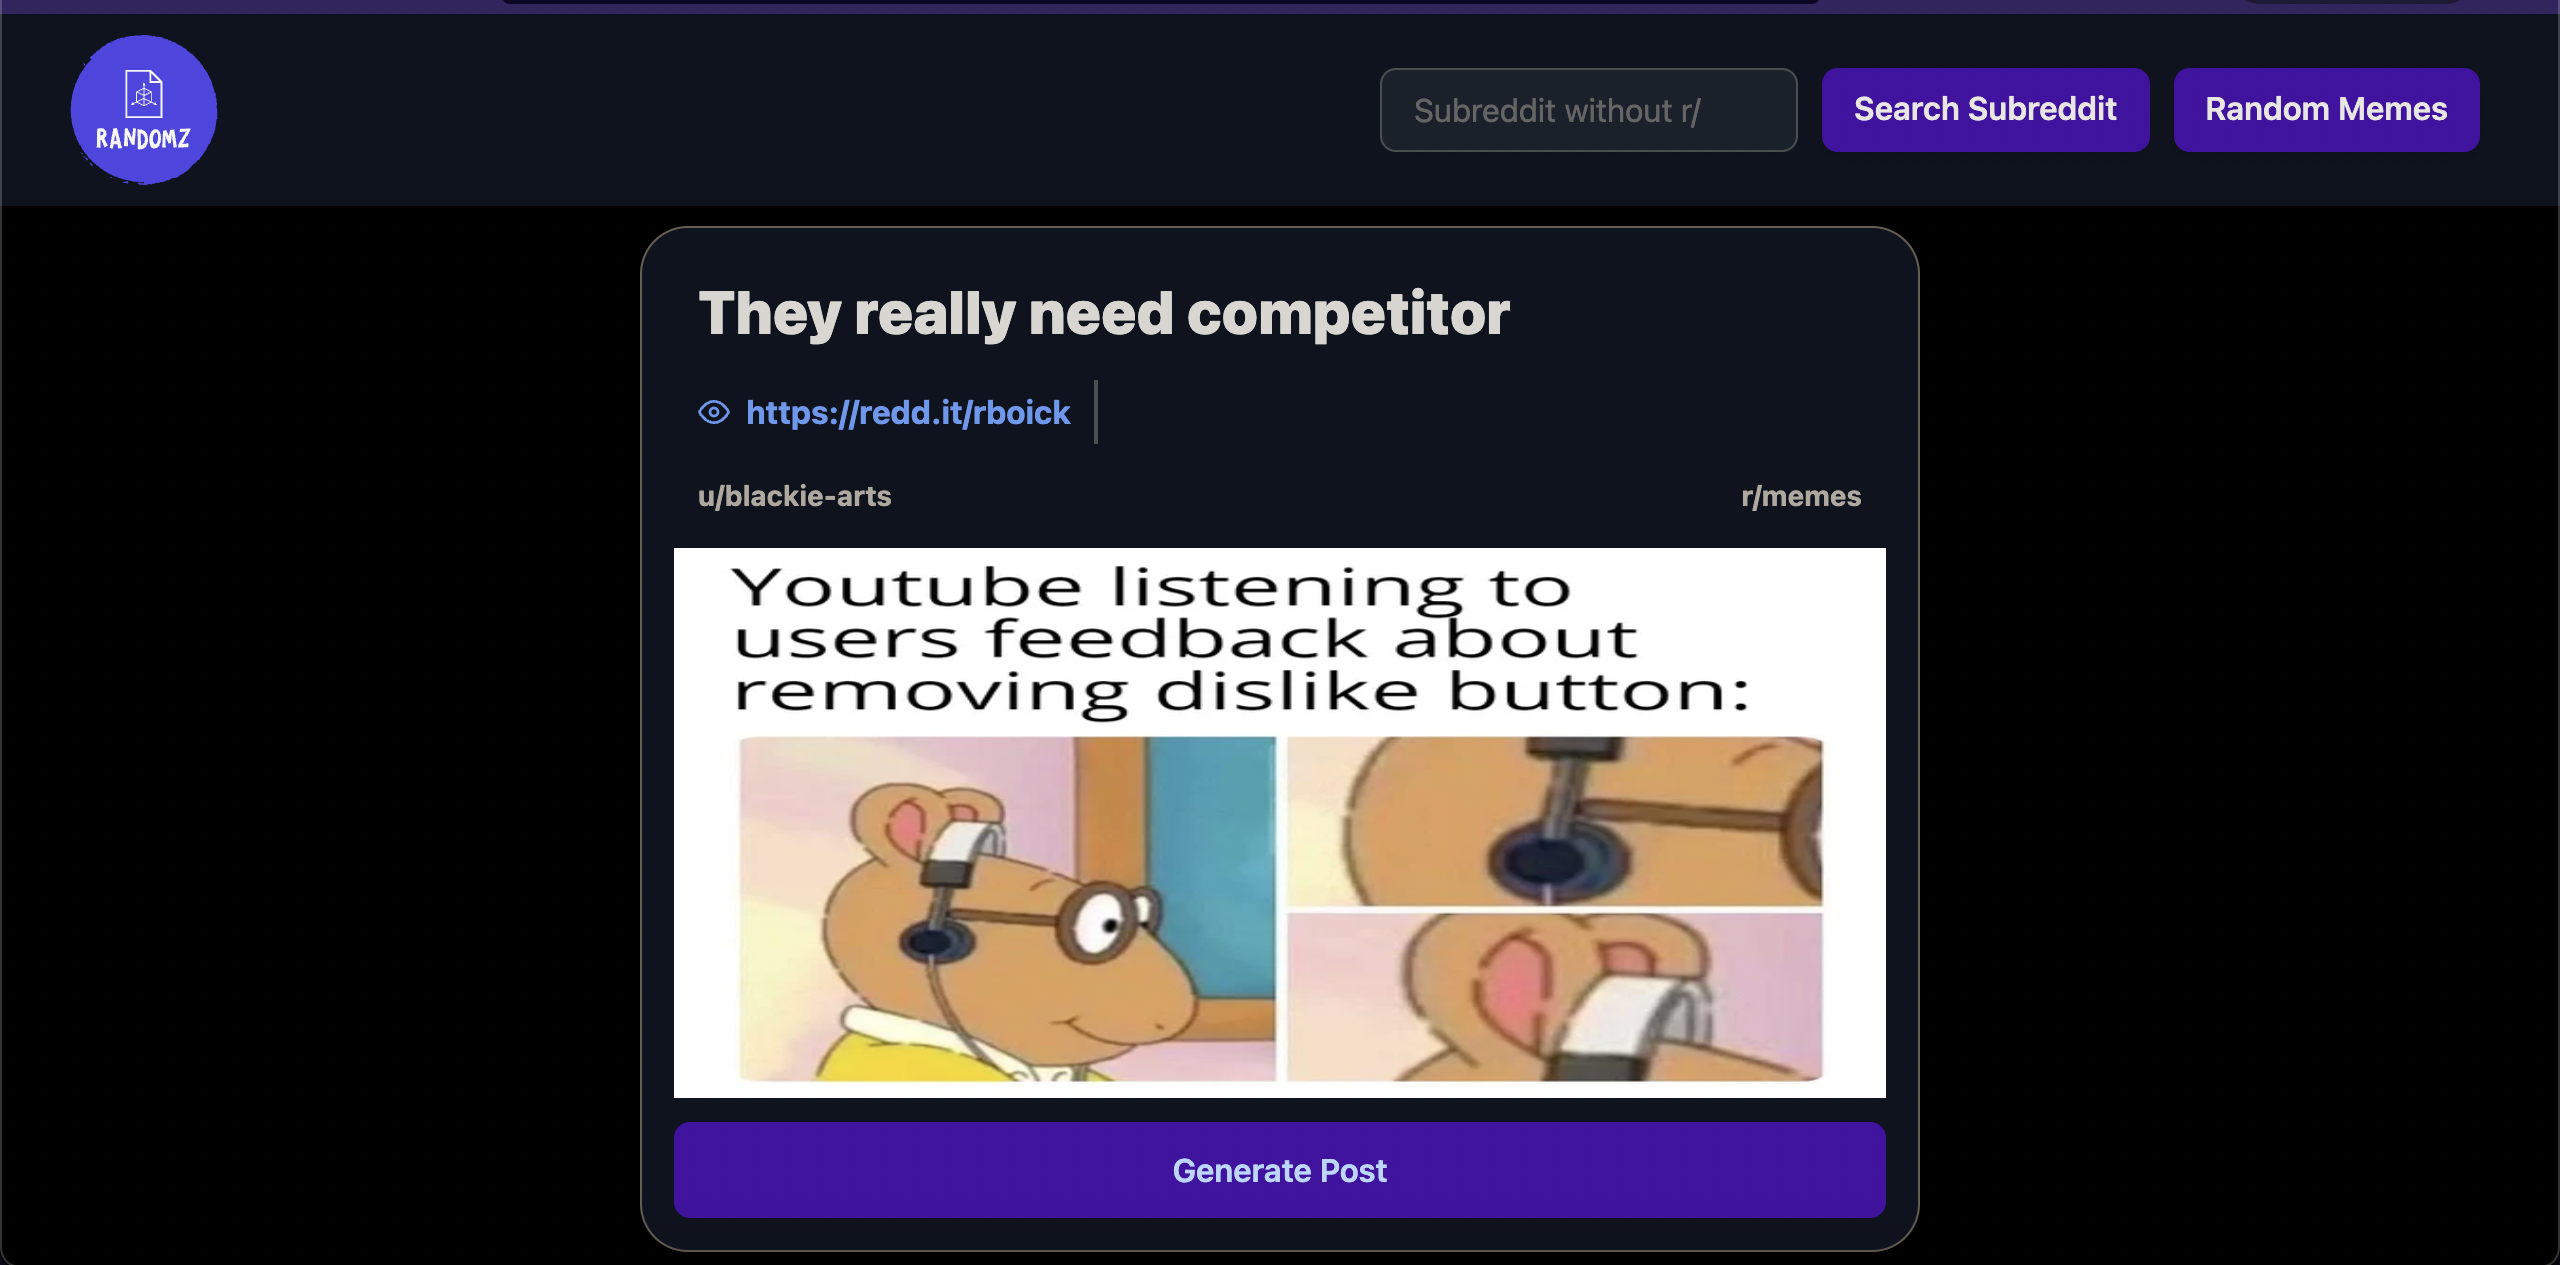 RANDOMZ
Subreddit without r/
Search Subreddit
Random Memes
They really need competitor
https://redd.it/rboick
u/blackie-arts
r/memes
Youtube listening to
users feedback about
removing dislike button:
Generate Post